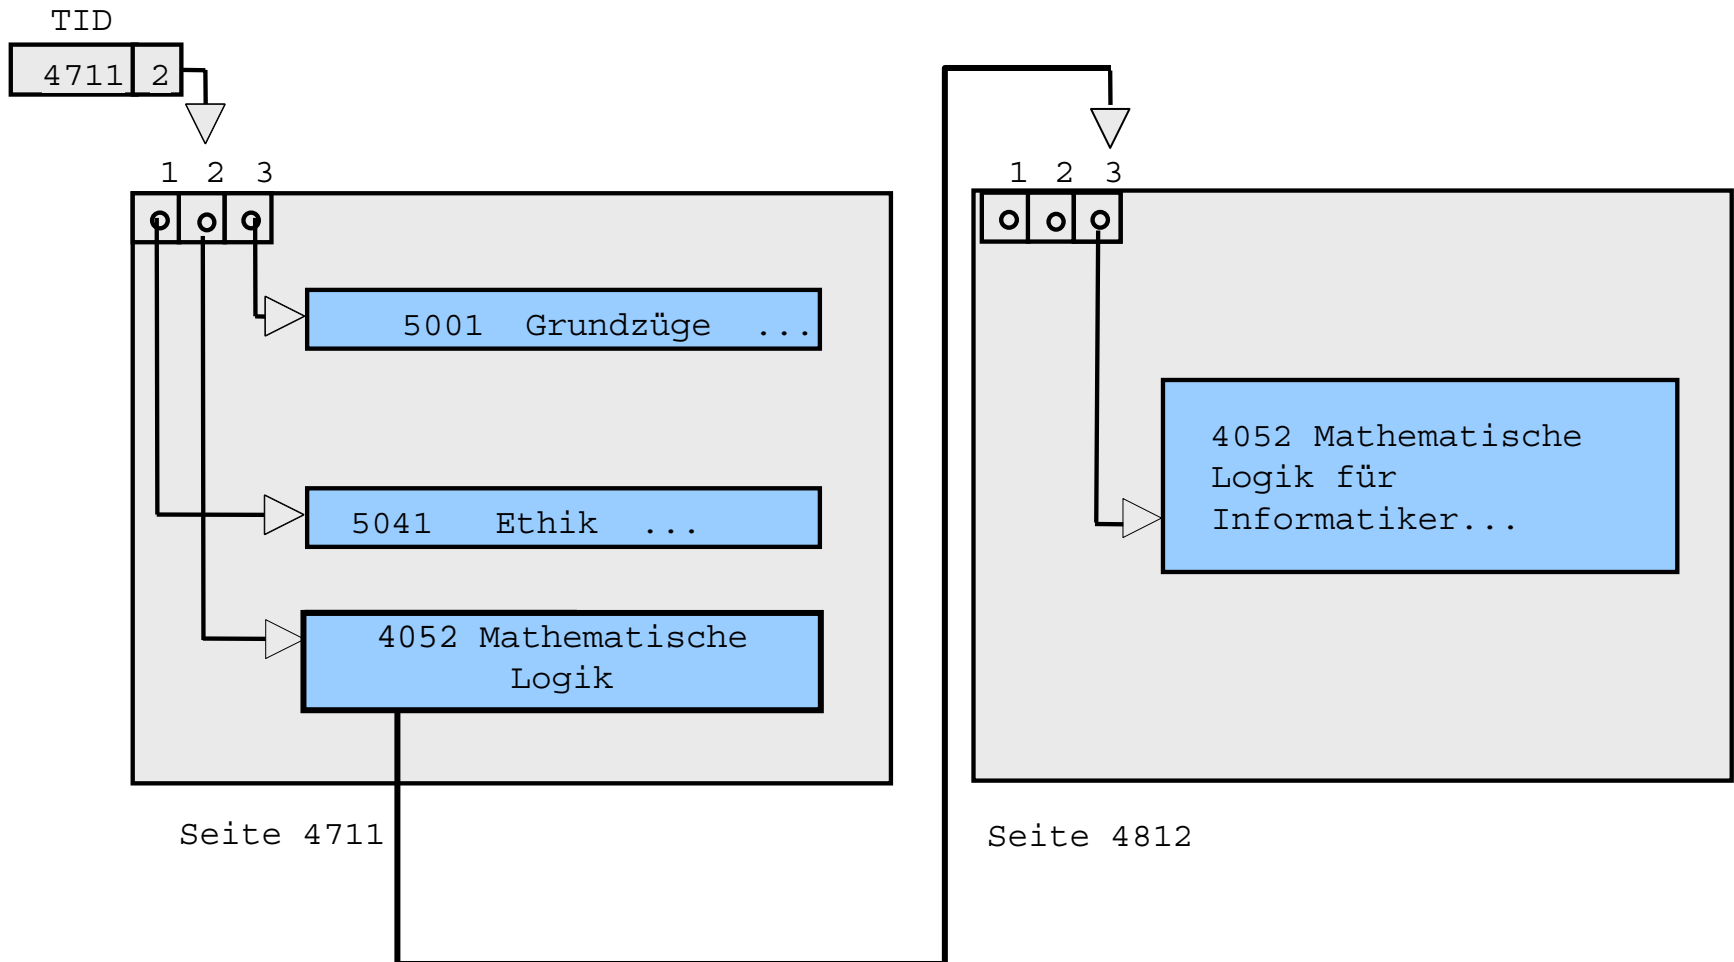 TID
4711 2
1 2 3
5001 Grundzüge ...
5041 Ethik ...
4052 Mathematische
Logik
Seite 4711
1 2 3
4052 Mathematische
Logik für
Informatiker...
Seite 4812